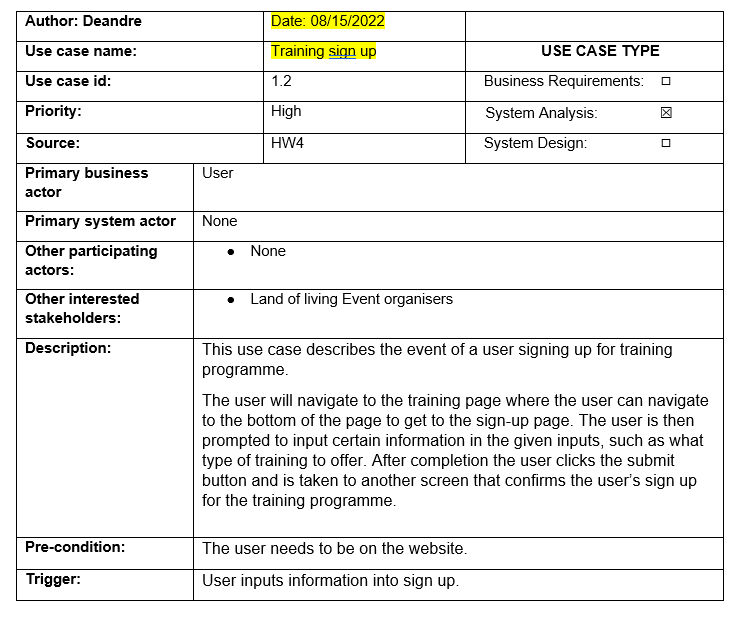 Author: Deandre Date: 08/15/2022
Use case name: Training sign up USE CASE TYPE
Use case id: 1.2 Business Requirements: ☐
Priority: High System Analysis: ☒
Source: HW4 System Design: ☐
Primary business
actor
User
Primary system actor None
Other participating
actors:
● None
Other interested
stakeholders:
● Land of living Event organisers
Description:
This use case describes the event of a user signing up for training
programme.
The user will navigate to the training page where the user can navigate
to the bottom of the page to get to the sign-up page. The user is then
prompted to input certain information in the given inputs, such as what
type of training to offer. After completion the user clicks the submit
button and is taken to another screen that confirms the user’s sign up
for the training programme.
Pre-condition: The user needs to be on the website.
Trigger: User inputs information into sign up.